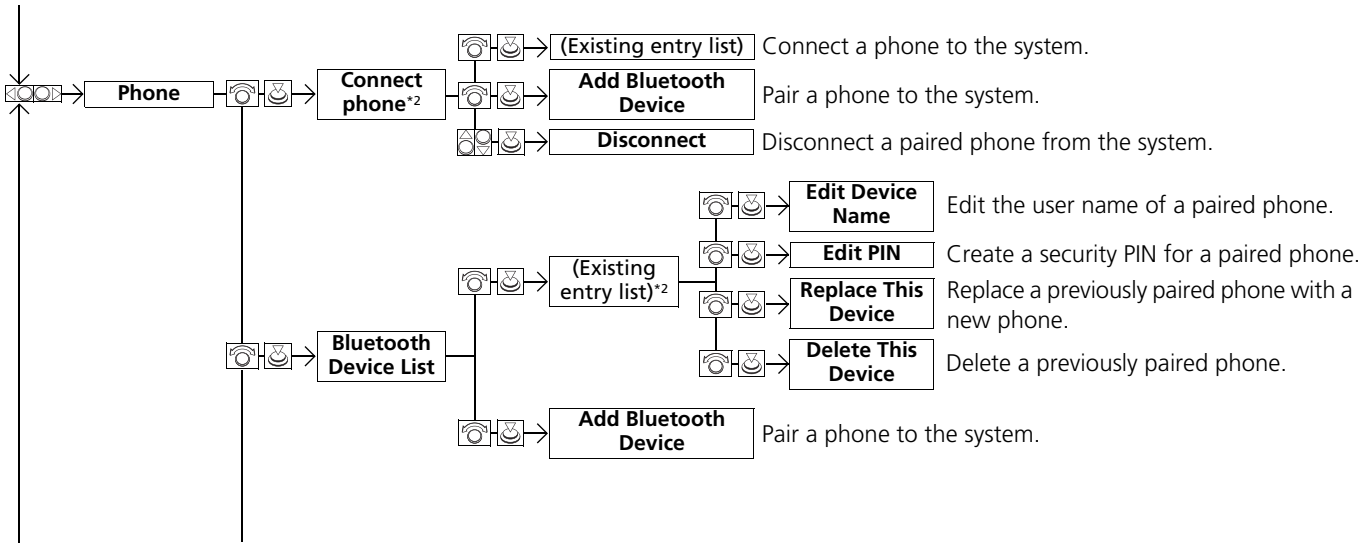 (Existing entry list) Connect a phone to the system.
Phone
Connect
phone*2
Add Bluetooth
Device
Pair a phone to the system.
Disconnect Disconnect a paired phone from the system.
Edit Device
Name
Edit the user name of a paired phone.
Edit PIN Create a security PIN for a paired phone.
(Existing
entry list)*2
Replace This
Device
Replace a previously paired phone with a
new phone.
Delete This
Device
Delete a previously paired phone.
Bluetooth
Device List
Add Bluetooth
Device
Pair a phone to the system.